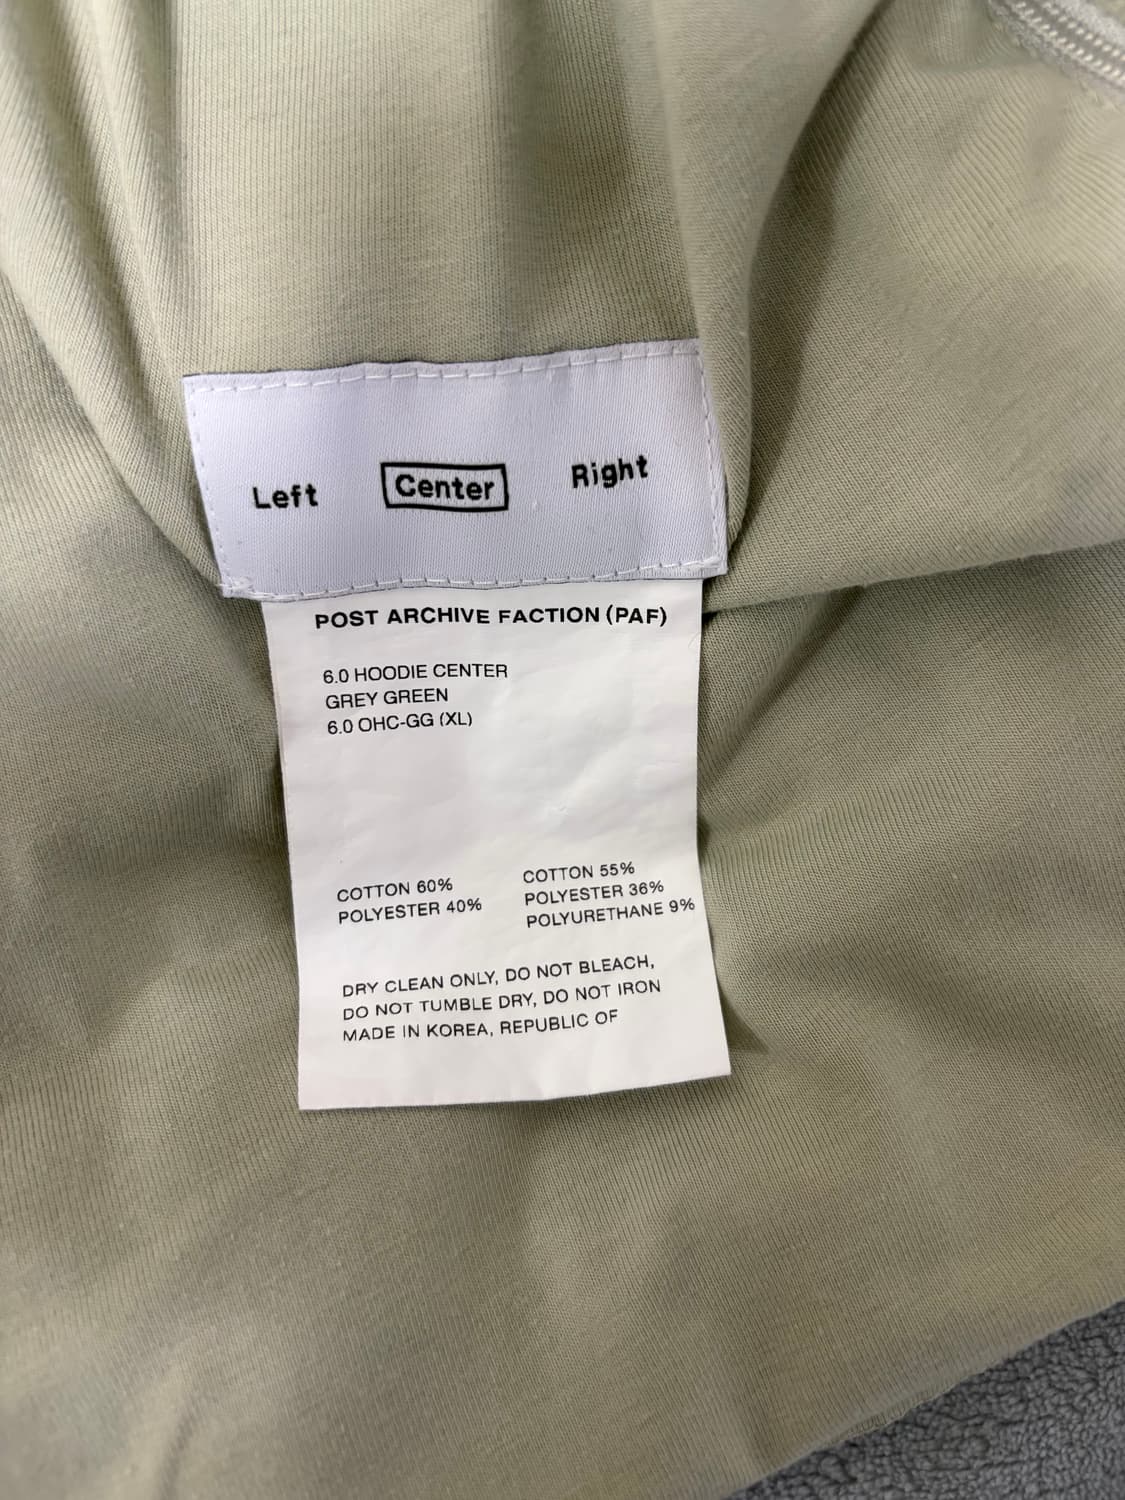 Left Center Right
POST ARCHIVE FACTION (PAF)
6.0 HOODIE CENTER
GREY GREEN
6.0 OHC-GG (XL)
COTTON 60%
POLYESTER 40%
COTTON 55%
POLYESTER 36%
POLYURETHANE 9%
DRY CLEAN ONLY, DO NOT BLEACH,
DO NOT TUMBLE DRY, DO NOT IRON
MADE IN KOREA, REPUBLIC OF